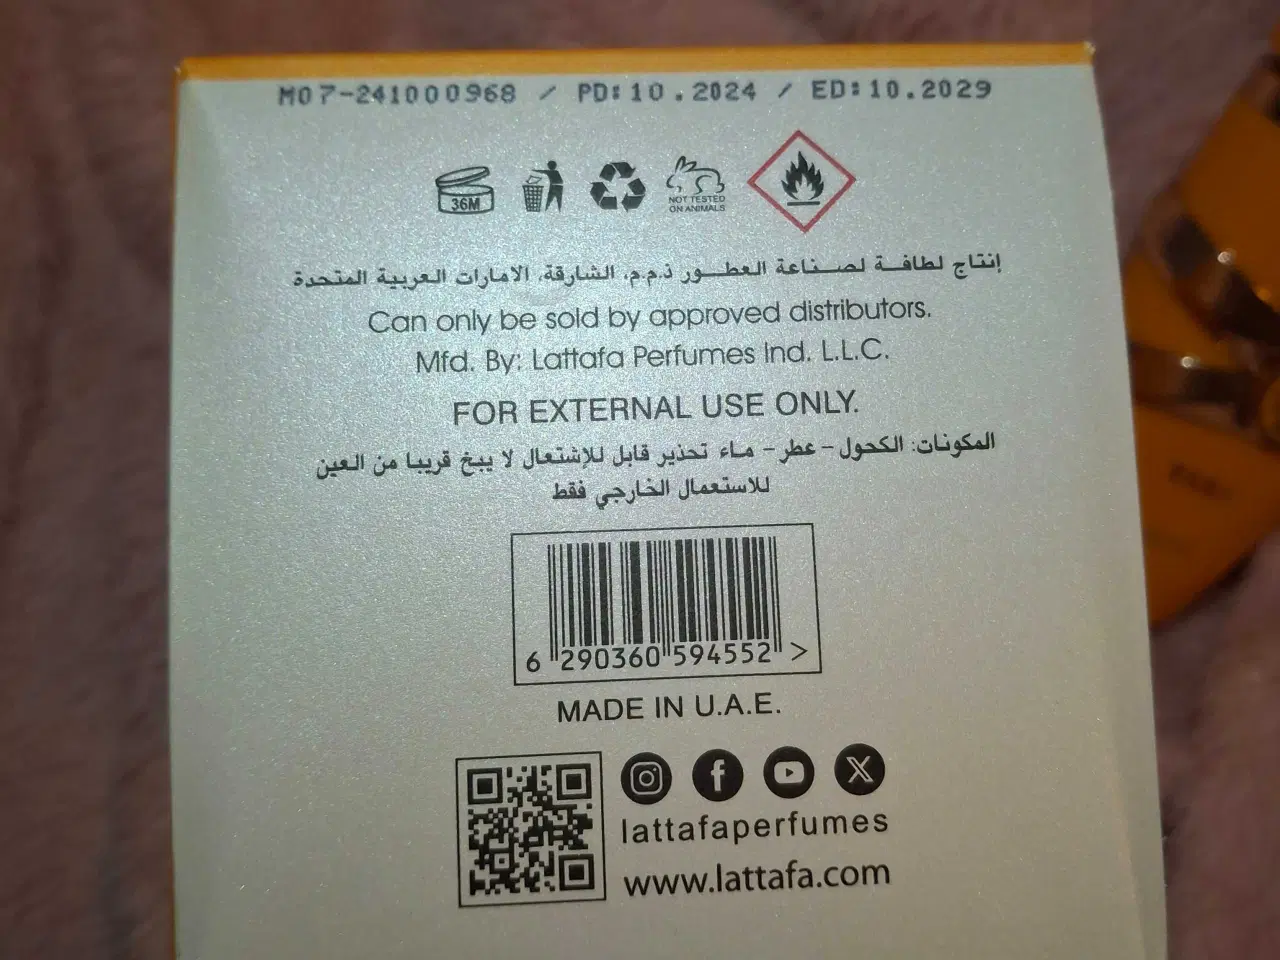 M07-241000968 / PD:10.2024 / ED:10.2029
36M
NOT TESTED
ON ANIMALS
إنتاج لطافة لصناعة العطور ذ.م.م. الشارقة. الامارات العربية المتحدة
Can only be sold by approved distributors.
Mfd. By: Lattafa Perfumes Ind. L.L.C.
FOR EXTERNAL USE ONLY.
المكونات: الكحول - عطر - ماء تحذير قابل للإشتعال لا يبخ قريبا من العين
للاستعمال الخارجي فقط
6 290360 594552 >
MADE IN U.A.E.
lattafaperfumes
www.lattafa.com